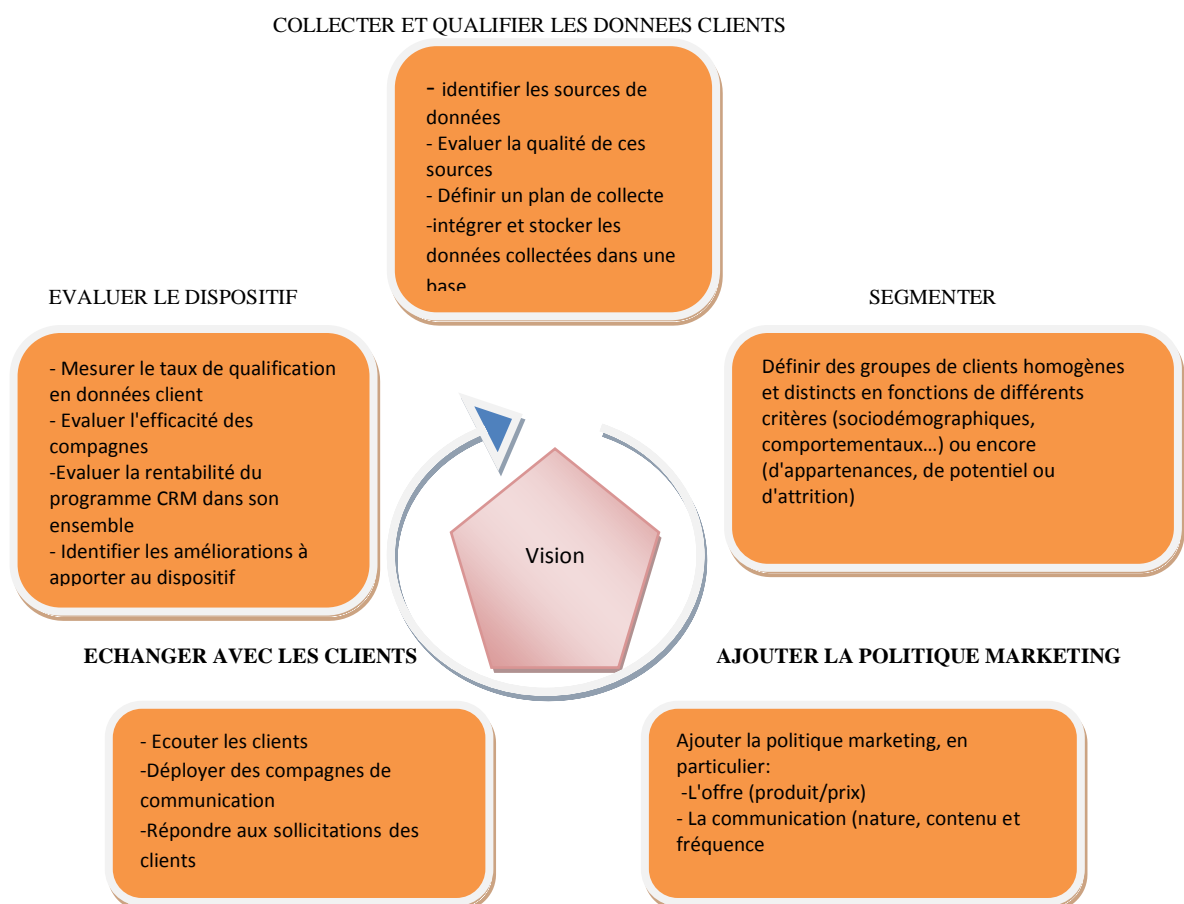 COLLECTER ET QUALIFIER LES DONNEES CLIENTS
- identifier les sources de
données
- Evaluer la qualité de ces
sources
- Définir un plan de collecte
-intégrer et stocker les
données collectées dans une
base
EVALUER LE DISPOSITIF
- Mesurer le taux de qualification
en données client
- Evaluer l'efficacité des
compagnes
-Evaluer la rentabilité du
programme CRM dans son
ensemble
- Identifier les améliorations à
apporter au dispositif
SEGMENTER
Définir des groupes de clients homogènes
et distincts en fonctions de différents
critères (sociodémographiques,
comportementaux…) ou encore
(d'appartenances, de potentiel ou
d'attrition)
Vision
ECHANGER AVEC LES CLIENTS
- Ecouter les clients
-Déployer des compagnes de
communication
-Répondre aux sollicitations des
clients
AJOUTER LA POLITIQUE MARKETING
Ajouter la politique marketing, en
particulier:
-L'offre (produit/prix)
- La communication (nature, contenu et
fréquence